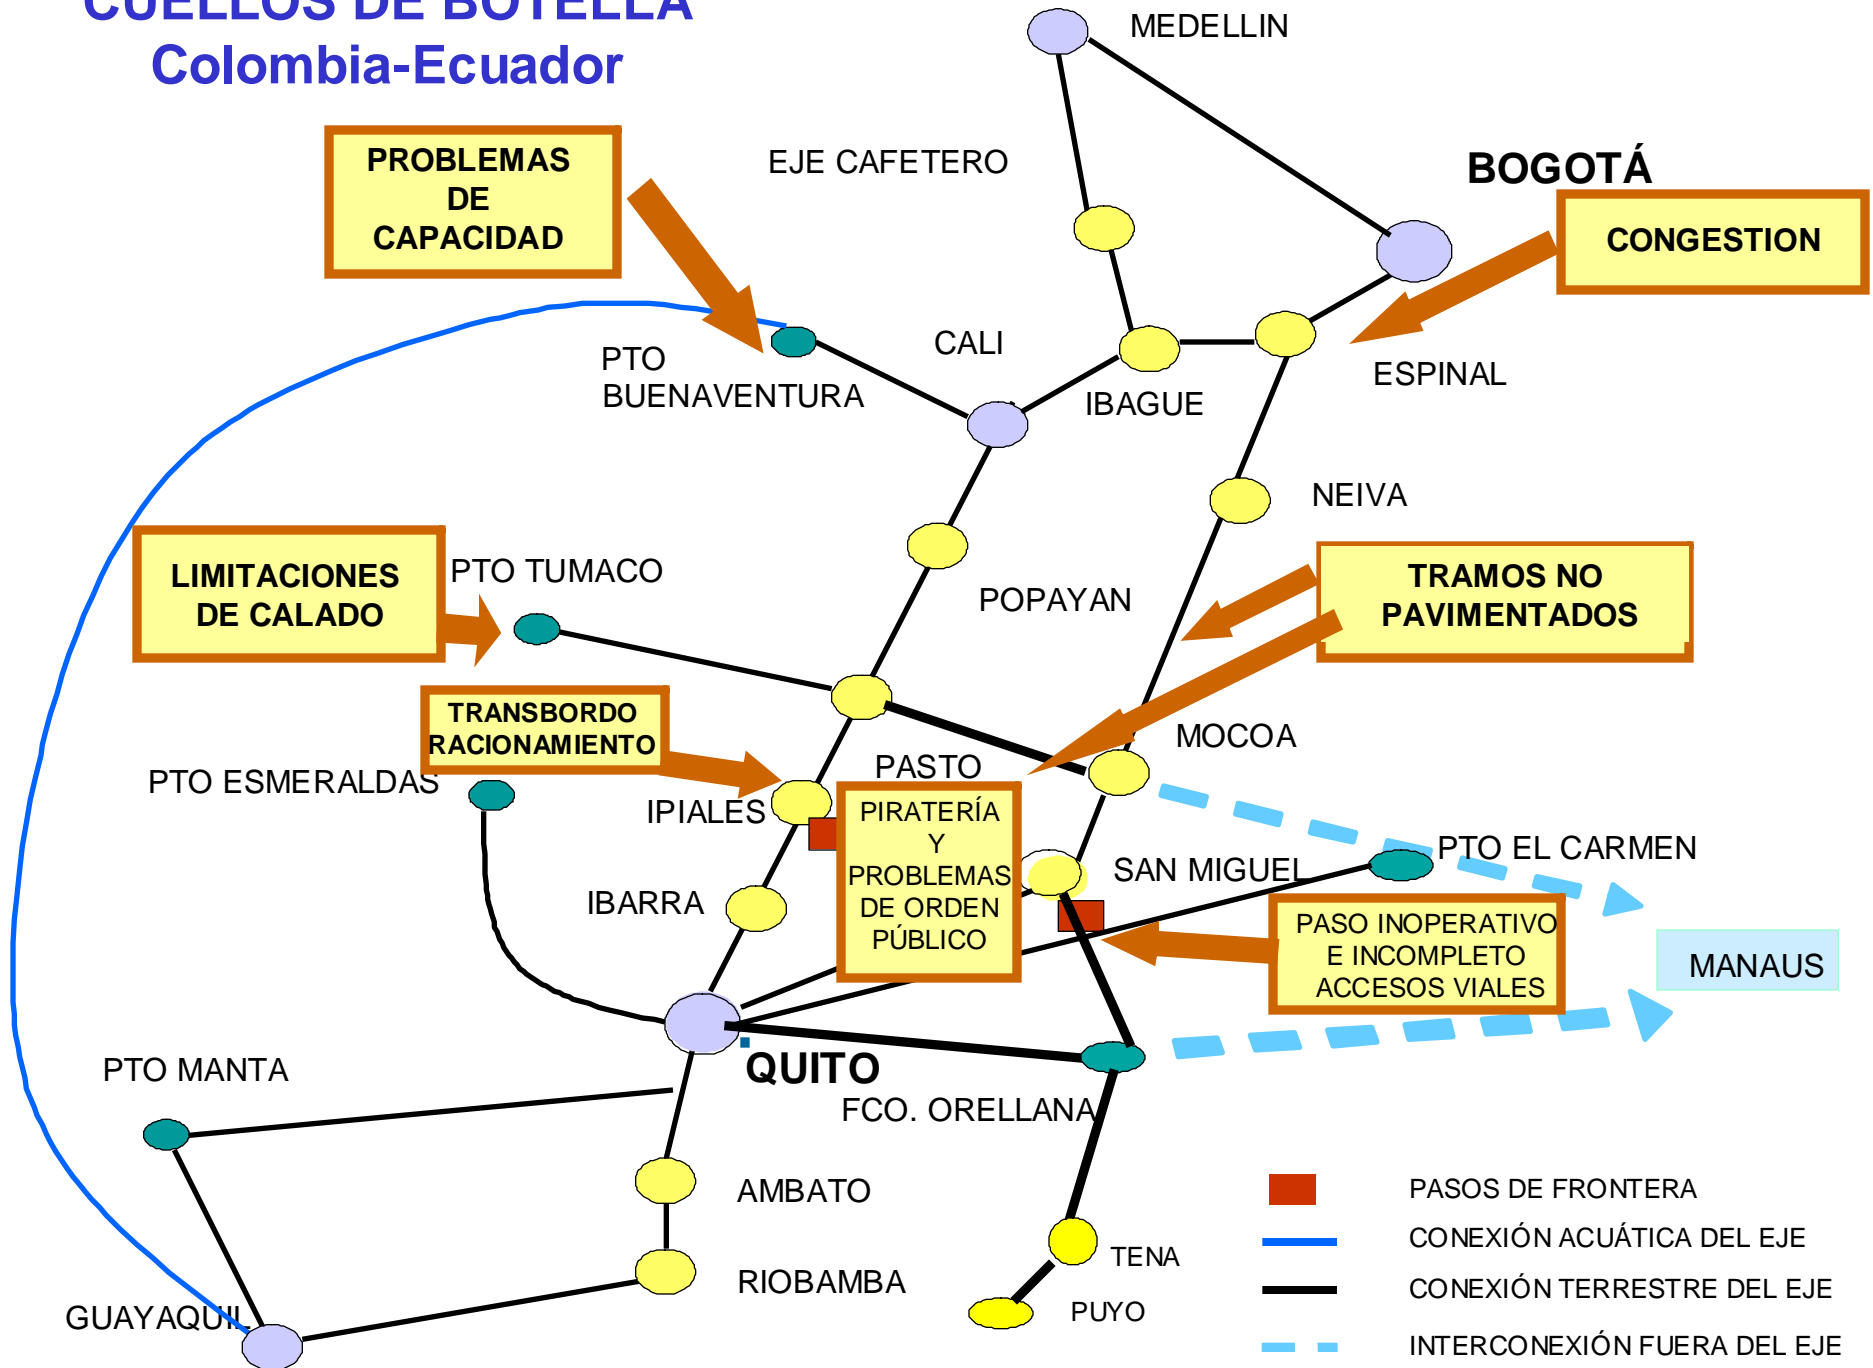 CUELLOS DE BOTELLA
Colombia-Ecuador
MEDELLIN
PROBLEMAS
DE
CAPACIDAD
EJE CAFETERO
BOGOTÁ
CONGESTION
PTO
BUENAVENTURA
CALI
IBAGUE
ESPINAL
NEIVA
LIMITACIONES
DE CALADO
PTO TUMACO
POPAYAN
TRAMOS NO
PAVIMENTADOS
TRANSBORDO
RACIONAMIENTO
PTO ESMERALDAS
IPIALES
PASTO
MOCOA
PIRATERÍA
Y
PROBLEMAS
DE ORDEN
PÚBLICO
SAN MIGUEL
PTO EL CARMEN
IBARRA
PASO INOPERATIVO
E INCOMPLETO
ACCESOS VIALES
MANAUS
QUITO
PTO MANTA
FCO. ORELLANA
AMBATO
RIOBAMBA
TENA
PUYO
GUAYAQUIL
PASOS DE FRONTERA
CONEXIÓN ACUÁTICA DEL EJE
CONEXIÓN TERRESTRE DEL EJE
INTERCONEXIÓN FUERA DEL EJE